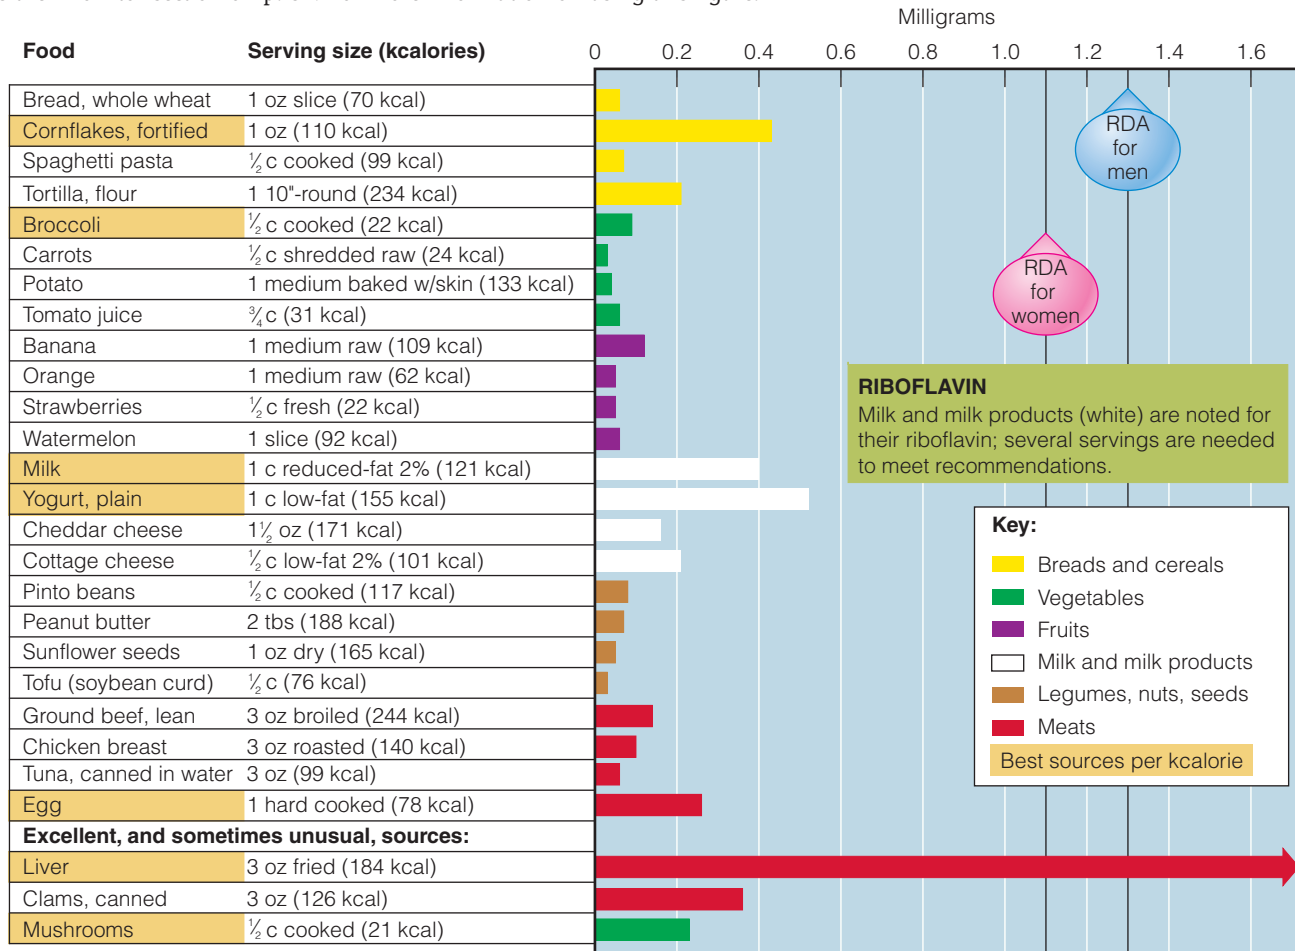 Milligrams
Food Serving size (kcalories) 0 0.2 0.4 0.6 0.8 1.0 1.2 1.4 1.6
Bread, whole wheat 1 oz slice (70 kcal)
Cornflakes, fortified 1 oz (110 kcal)
Spaghetti pasta ½ c cooked (99 kcal)
Tortilla, flour 1 10"-round (234 kcal)
Broccoli ½ c cooked (22 kcal)
Carrots ½ c shredded raw (24 kcal)
Potato 1 medium baked w/skin (133 kcal)
Tomato juice ¾ c (31 kcal)
Banana 1 medium raw (109 kcal)
Orange 1 medium raw (62 kcal)
Strawberries ½ c fresh (22 kcal)
Watermelon 1 slice (92 kcal)
Milk 1 c reduced-fat 2% (121 kcal)
Yogurt, plain 1 c low-fat (155 kcal)
Cheddar cheese 1½ oz (171 kcal)
Cottage cheese ½ c low-fat 2% (101 kcal)
Pinto beans ½ c cooked (117 kcal)
Peanut butter 2 tbs (188 kcal)
Sunflower seeds 1 oz dry (165 kcal)
Tofu (soybean curd) ½ c (76 kcal)
Ground beef, lean 3 oz broiled (244 kcal)
Chicken breast 3 oz roasted (140 kcal)
Tuna, canned in water 3 oz (99 kcal)
Egg 1 hard cooked (78 kcal)
Excellent, and sometimes unusual, sources:
Liver 3 oz fried (184 kcal)
Clams, canned 3 oz (126 kcal)
Mushrooms ½ c cooked (21 kcal)
RDA
for
men
RDA
for
women
RIBOFLAVIN
Milk and milk products (white) are noted for
their riboflavin; several servings are needed
to meet recommendations.
Key:
Breads and cereals
Vegetables
Fruits
Milk and milk products
Legumes, nuts, seeds
Meats
Best sources per kcalorie